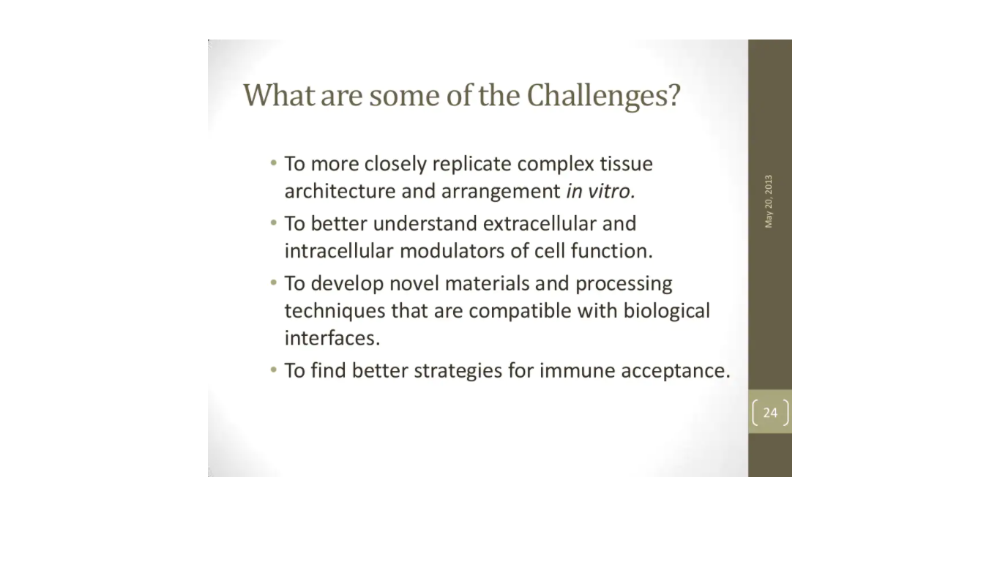 What are some of the Challenges?
• To more closely replicate complex tissue
architecture and arrangement in vitro.
• To better understand extracellular and
intracellular modulators of cell function.
• To develop novel materials and processing
techniques that are compatible with biological
interfaces.
• To find better strategies for immune acceptance.
May 20, 2013
24